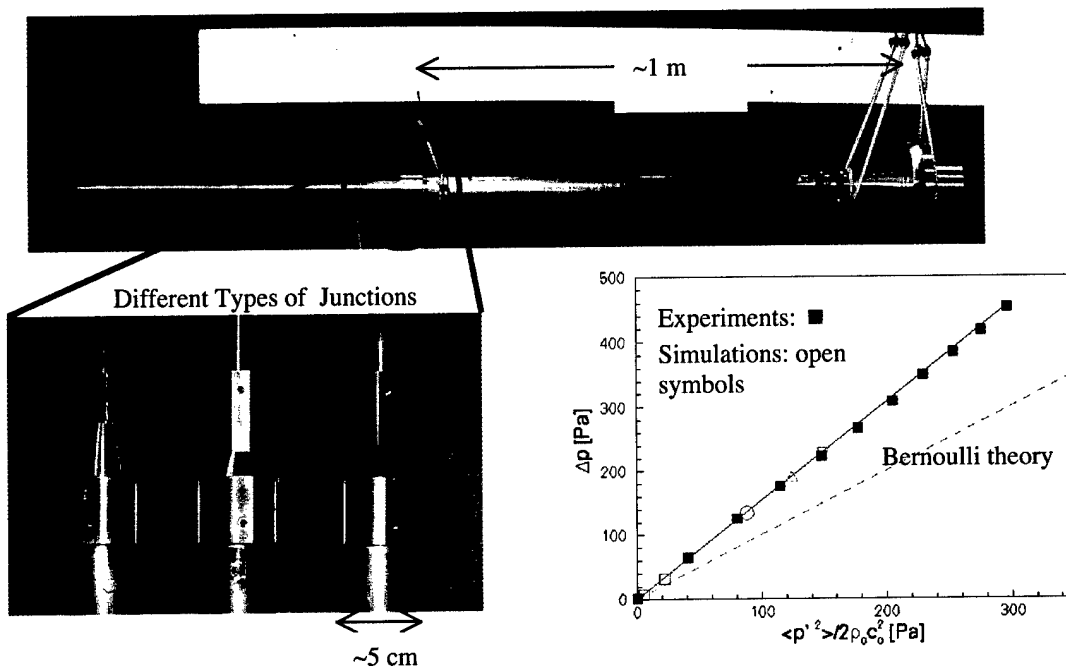 ~1 m
Different Types of Junctions
~5 cm
500
400
300
200
100
0
Δp [Pa]
Experiments: ■
Simulations: open
symbols
Bernoulli theory
0 100 200 300
<p'²>/2ρ₀c₀² [Pa]